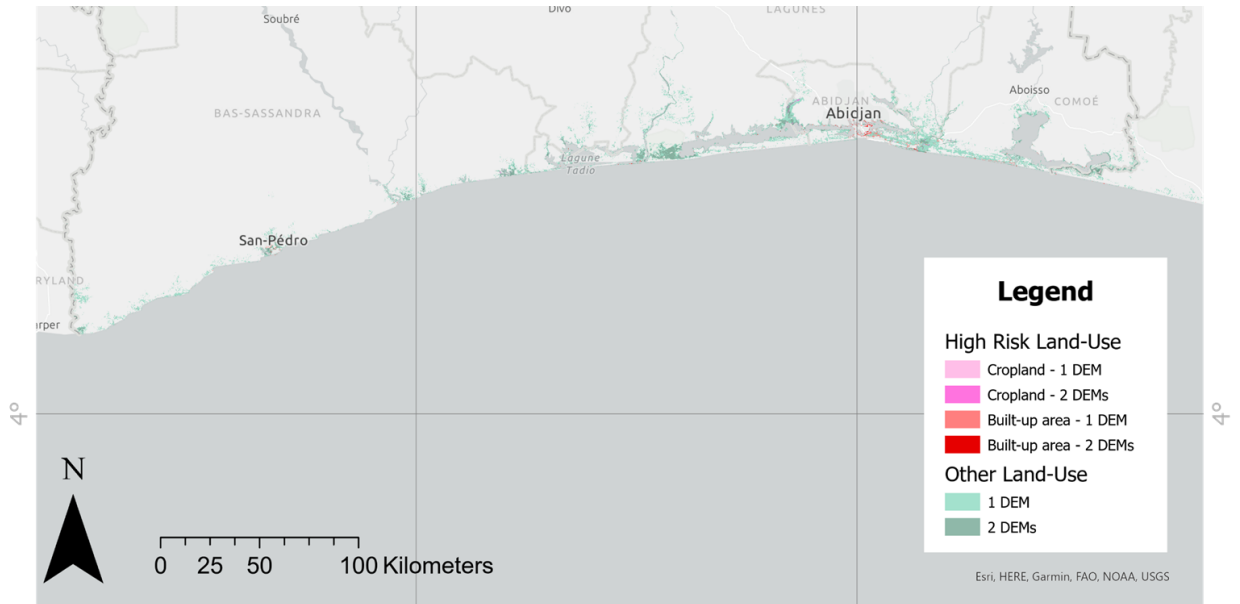 Soubré
Divo
LAGUNES
Aboisso
ABIDJAN
COMOÉ
BAS-SASSANDRA
Abidjan
Lagune
Tadio
San-Pédro
RYLAND
arper
Legend
High Risk Land-Use
Cropland - 1 DEM
Cropland - 2 DEMs
4°
4°
Built-up area - 1 DEM
Built-up area - 2 DEMs
N
Other Land-Use
1 DEM
2 DEMs
0 25 50 100 Kilometers
Esri, HERE, Garmin, FAO, NOAA, USGS